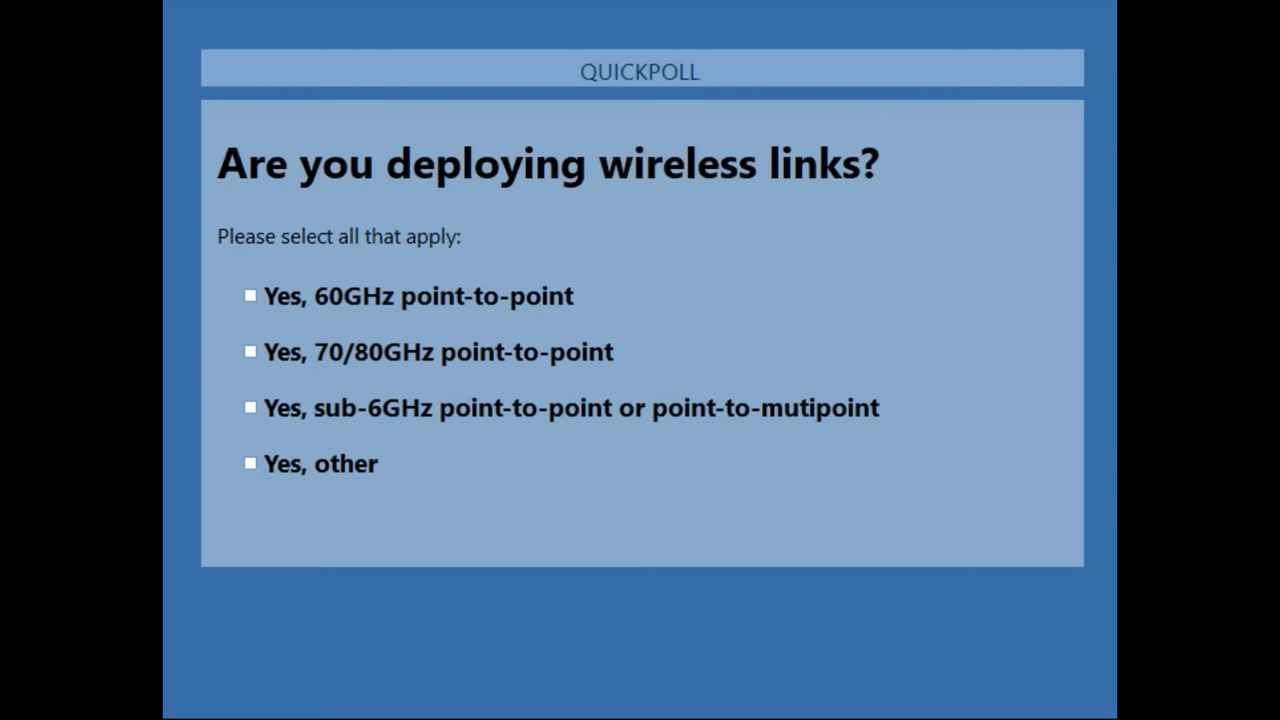 QUICKPOLL
Are you deploying wireless links?
Please select all that apply:
Yes, 60GHz point-to-point
Yes, 70/80GHz point-to-point
Yes, sub-6GHz point-to-point or point-to-mutipoint
Yes, other